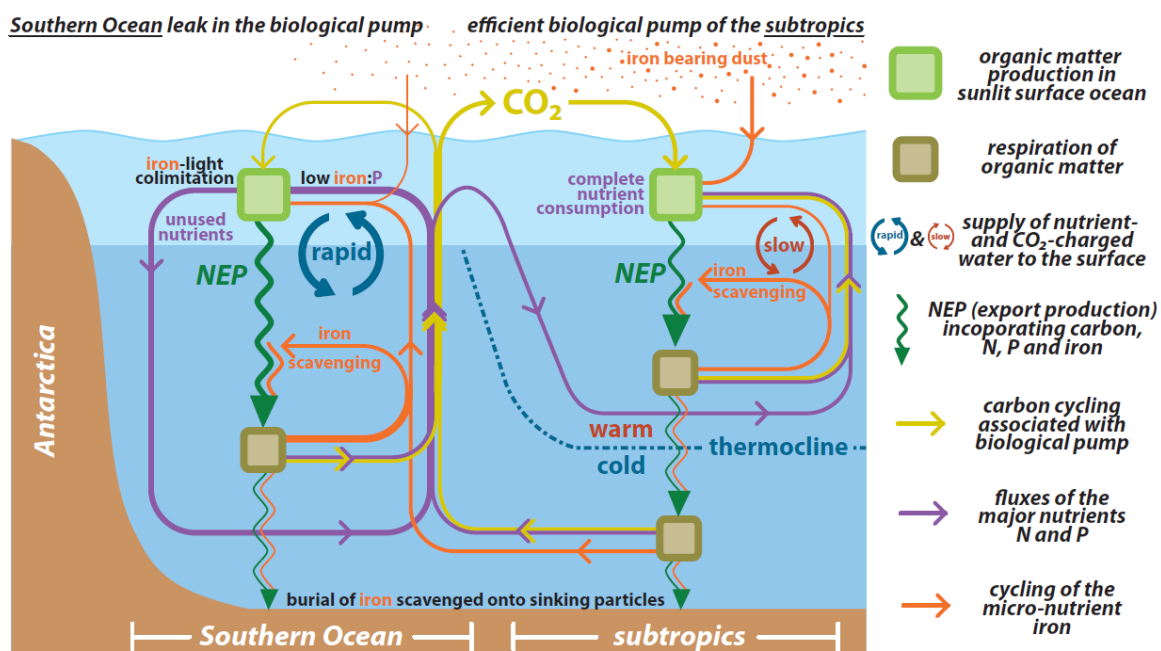 Southern Ocean leak in the biological pump
efficient biological pump of the subtropics
iron bearing dust
CO₂
iron-light
colimitation
low iron:P
unused
nutrients
rapid
NEP
iron
scavenging
complete
nutrient
consumption
slow
NEP
iron
scavenging
warm
cold
thermocline
Antarctica
burial of iron scavenged onto sinking particles
Southern Ocean
subtropics
organic matter
production in
sunlit surface ocean
respiration of
organic matter
rapid & slow
supply of nutrient-
and CO₂-charged
water to the surface
NEP (export production)
incoporating carbon,
N, P and iron
carbon cycling
associated with
biological pump
fluxes of the
major nutrients
N and P
cycling of the
micro-nutrient
iron